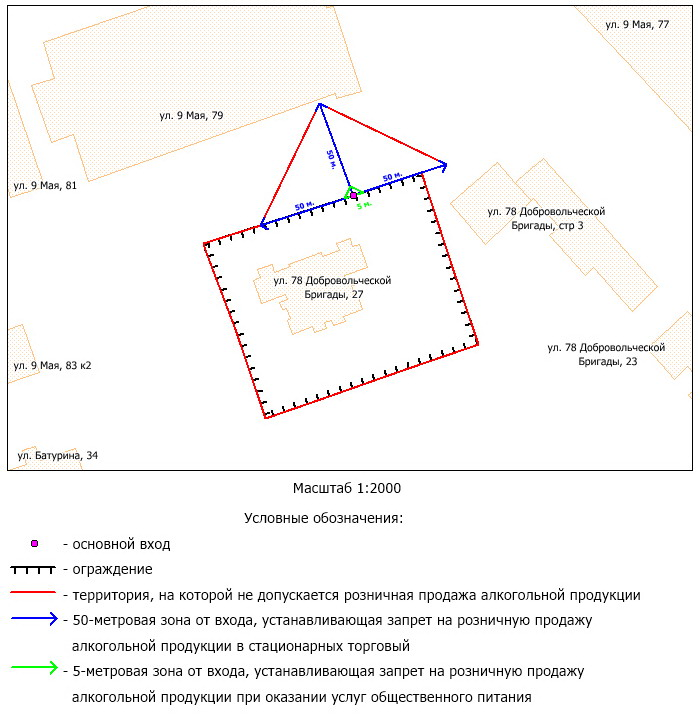 ул. 9 Мая, 77
ул. 9 Мая, 79
50 м.
ул. 9 Мая, 81
50 м.
50 м.
5 м.
ул. 78 Добровольческой
Бригады, стр 3
ул. 78 Добровольческой
Бригады, 27
ул. 78 Добровольческой
Бригады, 23
ул. 9 Мая, 83 к2
ул. Батурина, 34
Масштаб 1:2000
Условные обозначения:
- основной вход
- ограждение
- территория, на которой не допускается розничная продажа алкогольной продукции
- 50-метровая зона от входа, устанавливающая запрет на розничную продажу
алкогольной продукции в стационарных торговый
- 5-метровая зона от входа, устанавливающая запрет на розничную продажу
алкогольной продукции при оказании услуг общественного питания